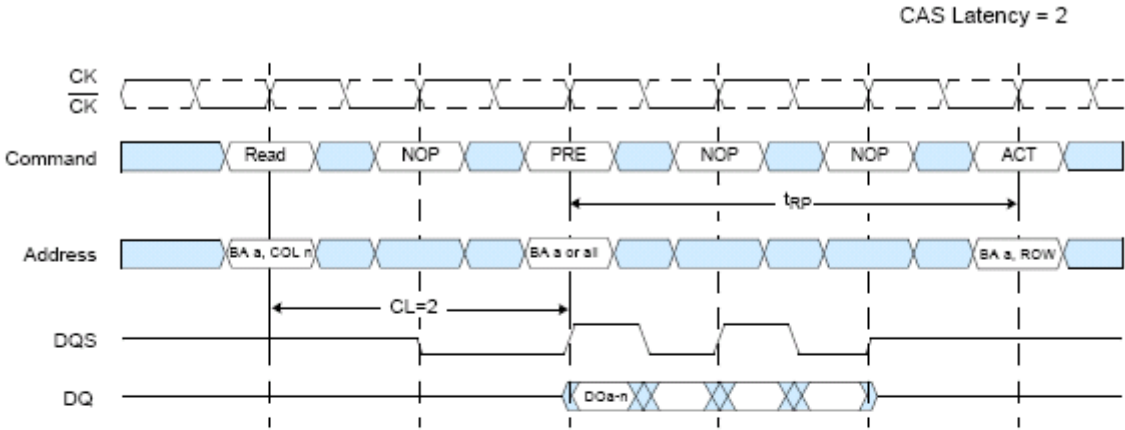 CAS Latency = 2
CK
CK
Command Read NOP PRE NOP NOP ACT
tRP
Address BA a, COL n BA a or all BA a, ROW
CL=2
DQS
DQ DOa-n